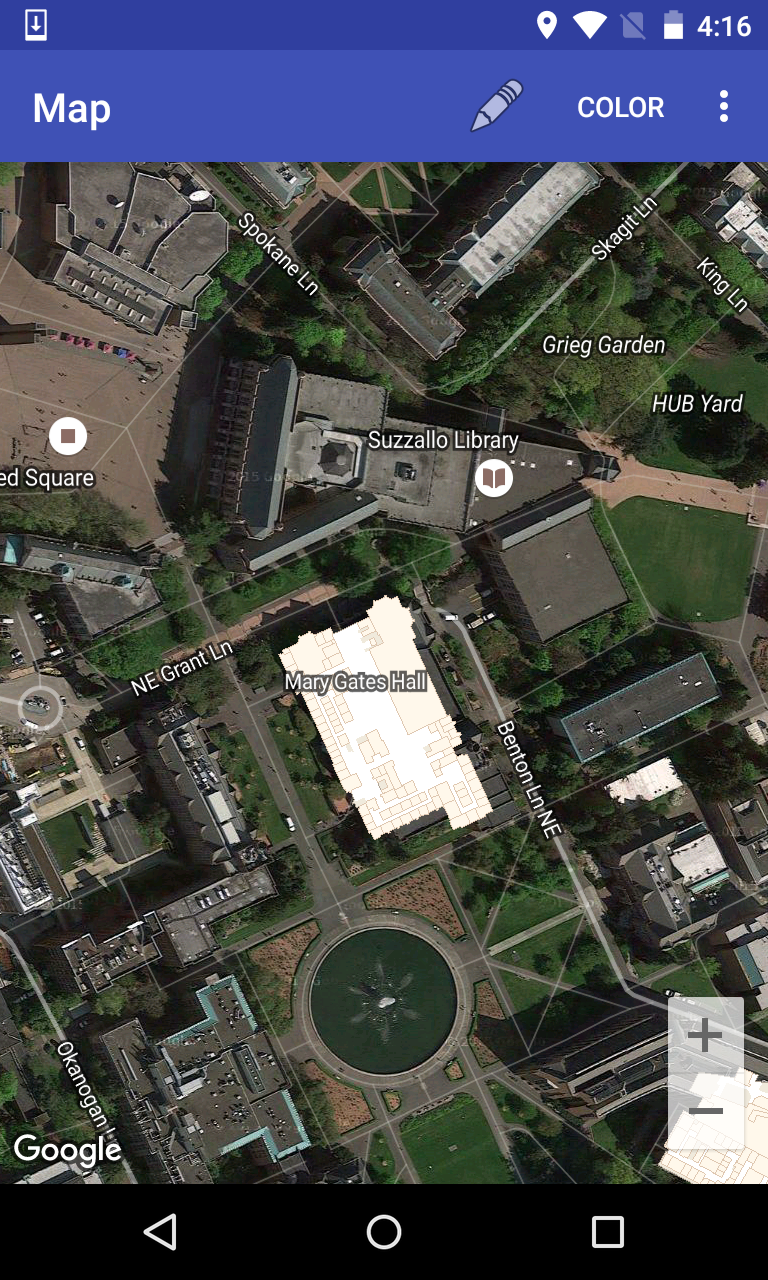 4:16
Map
COLOR
Spokane Ln
Skagit Ln
King Ln
Grieg Garden
HUB Yard
Suzzallo Library
ed Square
NE Grant Ln
Mary Gates Hall
Benton Ln NE
Okanogan L
Google